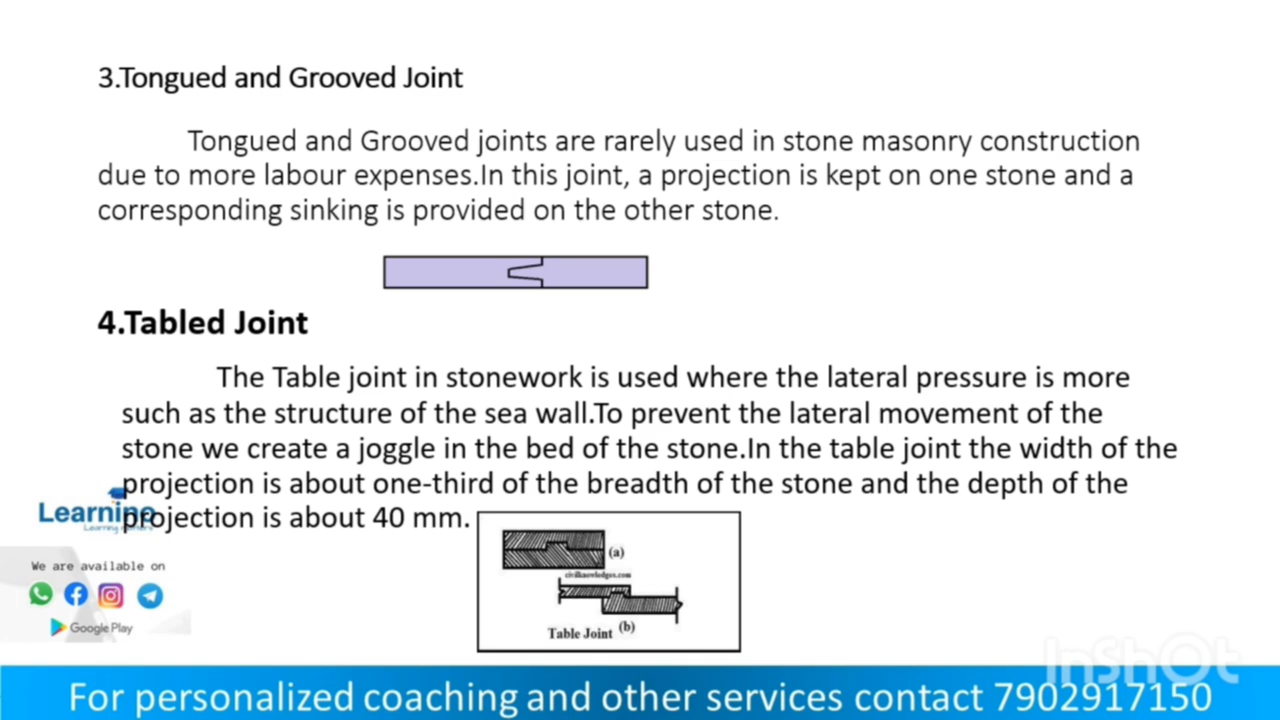 3.Tongued and Grooved Joint
Tongued and Grooved joints are rarely used in stone masonry construction
due to more labour expenses.In this joint, a projection is kept on one stone and a
corresponding sinking is provided on the other stone.
4.Tabled Joint
The Table joint in stonework is used where the lateral pressure is more
such as the structure of the sea wall.To prevent the lateral movement of the
stone we create a joggle in the bed of the stone.In the table joint the width of the
projection is about one-third of the breadth of the stone and the depth of the
projection is about 40 mm.
Learning
Learning
(a)
civilknowledges.com
(b)
Table Joint
We are available on
Google Play
InShOt
For personalized coaching and other services contact 7902917150